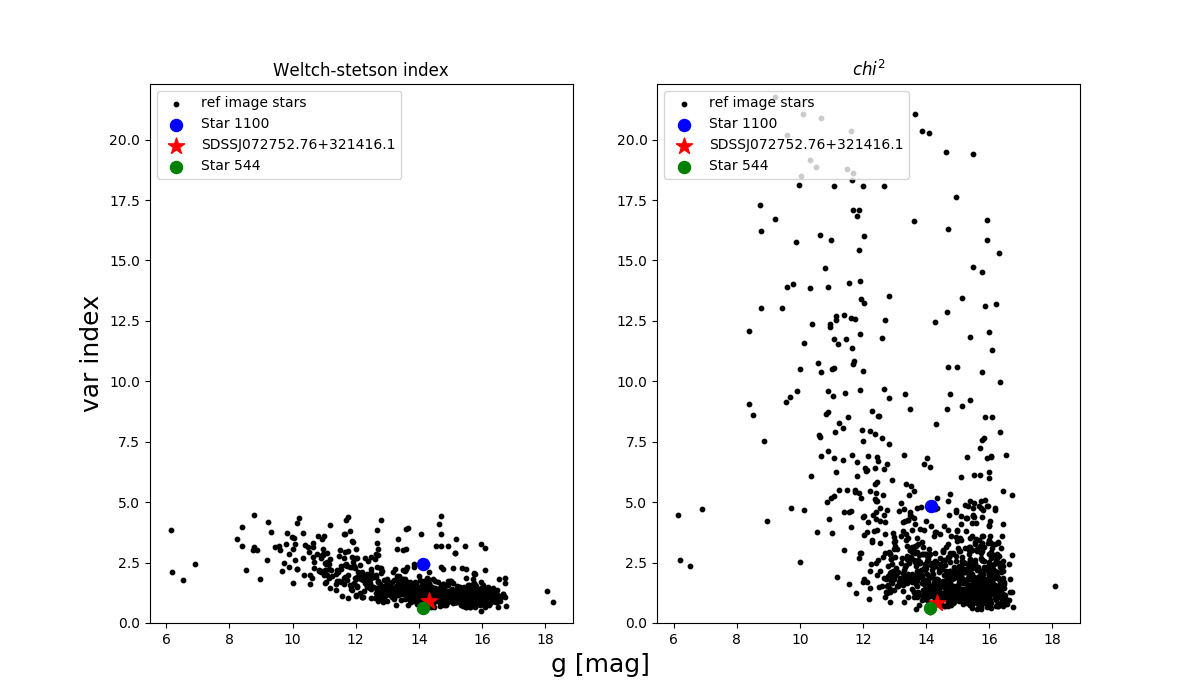 Weltch-stetson index
ref image stars
Star 1100
SDSSJ072752.76+321416.1
Star 544
20.0
17.5
15.0
12.5
10.0
7.5
5.0
2.5
0.0
6 8 10 12 14 16 18
var index
chi²
ref image stars
Star 1100
SDSSJ072752.76+321416.1
Star 544
20.0
17.5
15.0
12.5
10.0
7.5
5.0
2.5
0.0
6 8 10 12 14 16 18
g [mag]